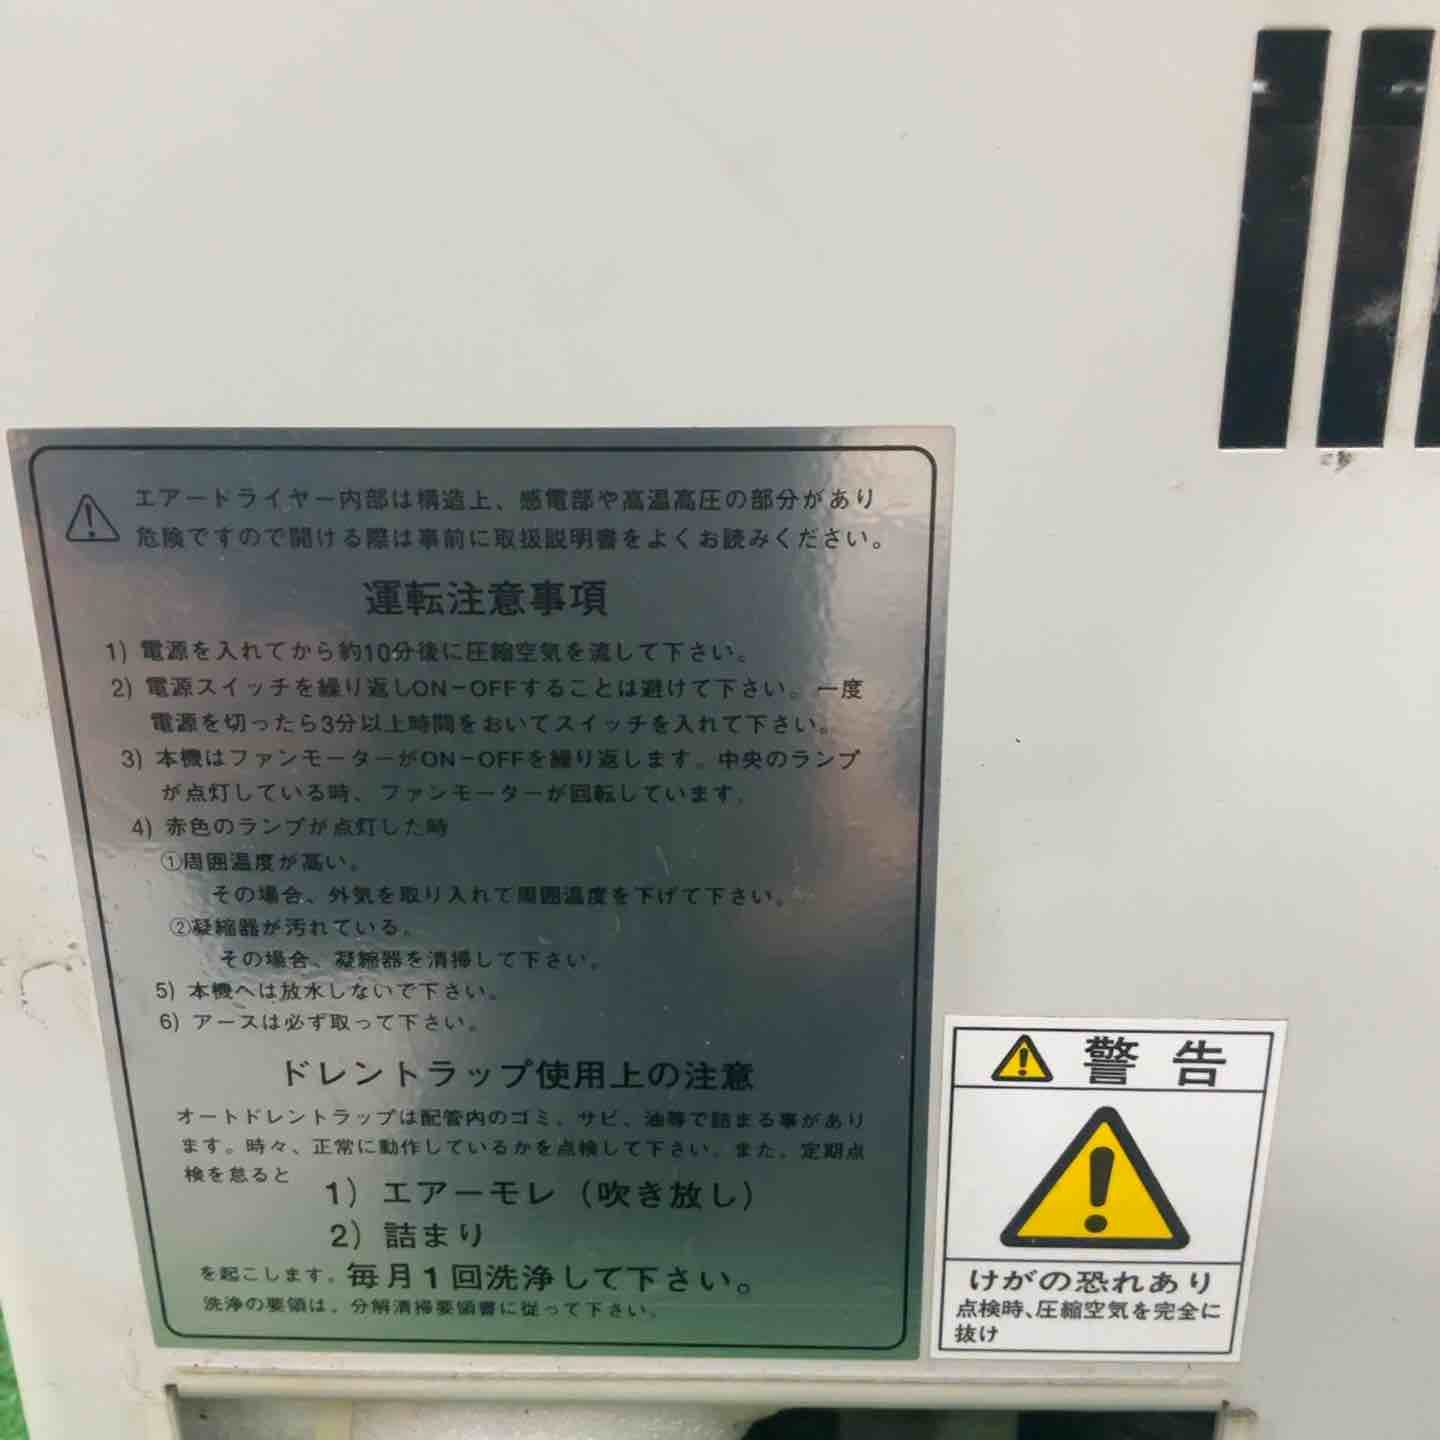 エアードライヤー内部は構造上、感電部や高温高圧の部分があり
危険ですので開ける際は事前に取扱説明書をよくお読みください。
運転注意事項
1) 電源を入れてから約10分後に圧縮空気を流して下さい。
2) 電源スイッチを繰り返しON-OFFすることは避けて下さい。一度
電源を切ったら3分以上時間をおいてスイッチを入れて下さい。
3) 本機はファンモーターがON-OFFを繰り返します。中央のランプ
が点灯している時、ファンモーターが回転しています。
4) 赤色のランプが点灯した時
①周囲温度が高い。
その場合、外気を取り入れて周囲温度を下げて下さい。
②凝縮器が汚れている。
その場合、凝縮器を清掃して下さい。
5) 本機へは放水しないで下さい。
6) アースは必ず取って下さい。
ドレントラップ使用上の注意
オートドレントラップは配管内のゴミ、サビ、油等で詰まる事があり
ます。時々、正常に動作しているかを点検して下さい。また、定期点
検を怠ると
1) エアーモレ (吹き放し)
2) 詰まり
を起こします。毎月1回洗浄して下さい。
洗浄の要領は、分解清掃要領書に従って下さい。
警告
けがの恐れあり
点検時、圧縮空気を完全に
抜け